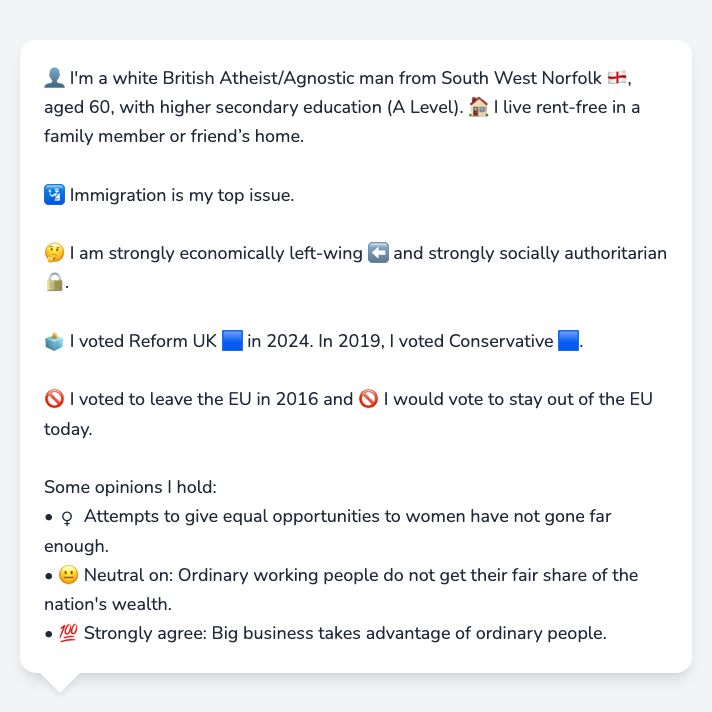 👤 I'm a white British Atheist/Agnostic man from South West Norfolk 🏴󠁧󠁢󠁥󠁮󠁧󠁿,
aged 60, with higher secondary education (A Level). 🏠 I live rent-free in a
family member or friend’s home.
🛂 Immigration is my top issue.
🤔 I am strongly economically left-wing ⬅️ and strongly socially authoritarian
🔒.
🗳️ I voted Reform UK 🟦 in 2024. In 2019, I voted Conservative 🟦.
🚫 I voted to leave the EU in 2016 and 🚫 I would vote to stay out of the EU
today.
Some opinions I hold:
• ♀ Attempts to give equal opportunities to women have not gone far
enough.
• 😐 Neutral on: Ordinary working people do not get their fair share of the
nation's wealth.
• 💯 Strongly agree: Big business takes advantage of ordinary people.